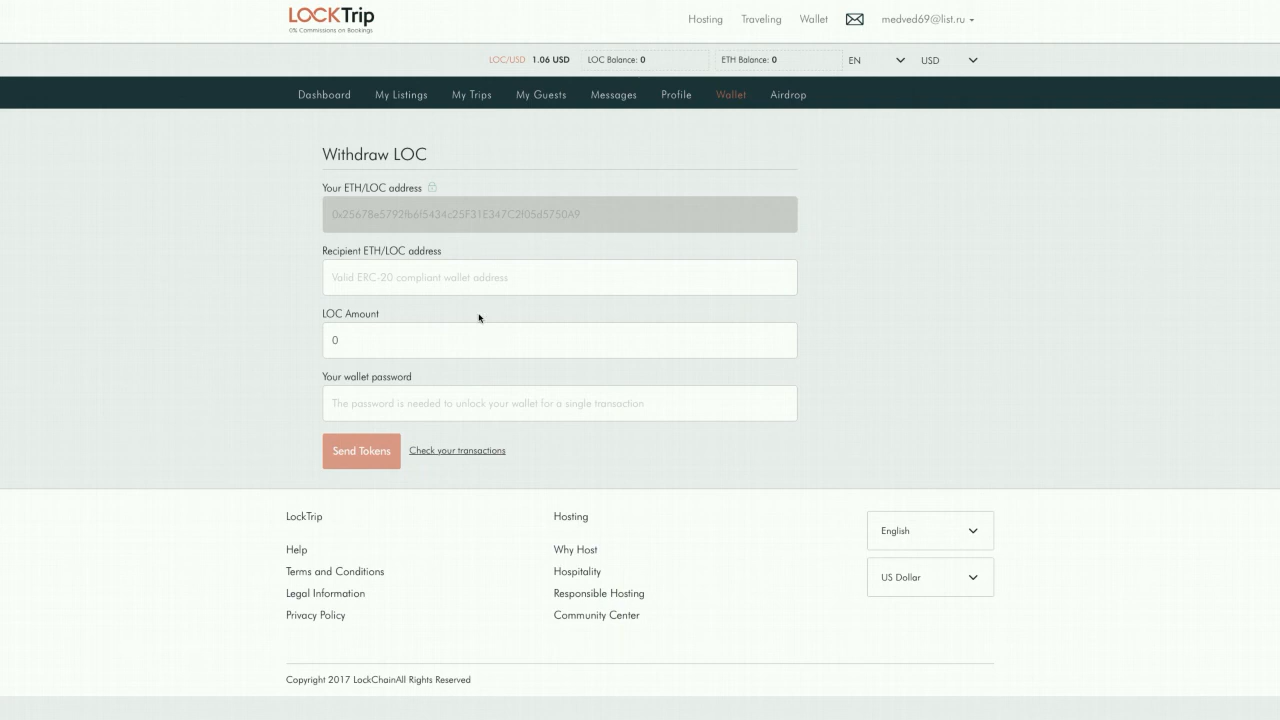 LOCKTrip
0% Commissions on Bookings
Hosting Traveling Wallet medved69@list.ru
LOC/USD 1.06 USD LOC Balance: 0 ETH Balance: 0 EN USD
Dashboard My Listings My Trips My Guests Messages Profile Wallet Airdrop
Withdraw LOC
Your ETH/LOC address
0x25678e5792fb6f5434c25F31E347C2f05d5750A9
Recipient ETH/LOC address
Valid ERC-20 compliant wallet address
LOC Amount
0
Your wallet password
The password is needed to unlock your wallet for a single transaction
Send Tokens Check your transactions
LockTrip Hosting
English
Help Why Host
Terms and Conditions Hospitality
US Dollar
Legal Information Responsible Hosting
Privacy Policy Community Center
Copyright 2017 LockChainAll Rights Reserved